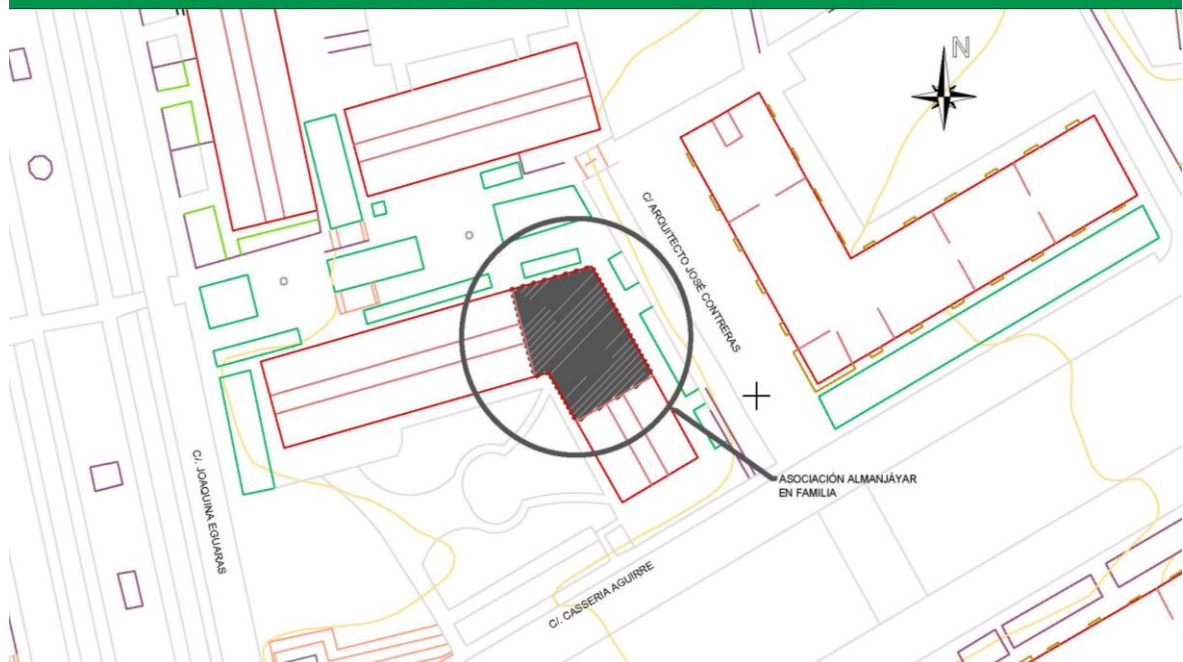 N
C/ ARQUITECTO JOSÉ CONTRERAS
C/. JOAQUINA EGUARAS
ASOCIACIÓN ALMANJÁYAR
EN FAMILIA
C/. CASSERIA AGUIRRE